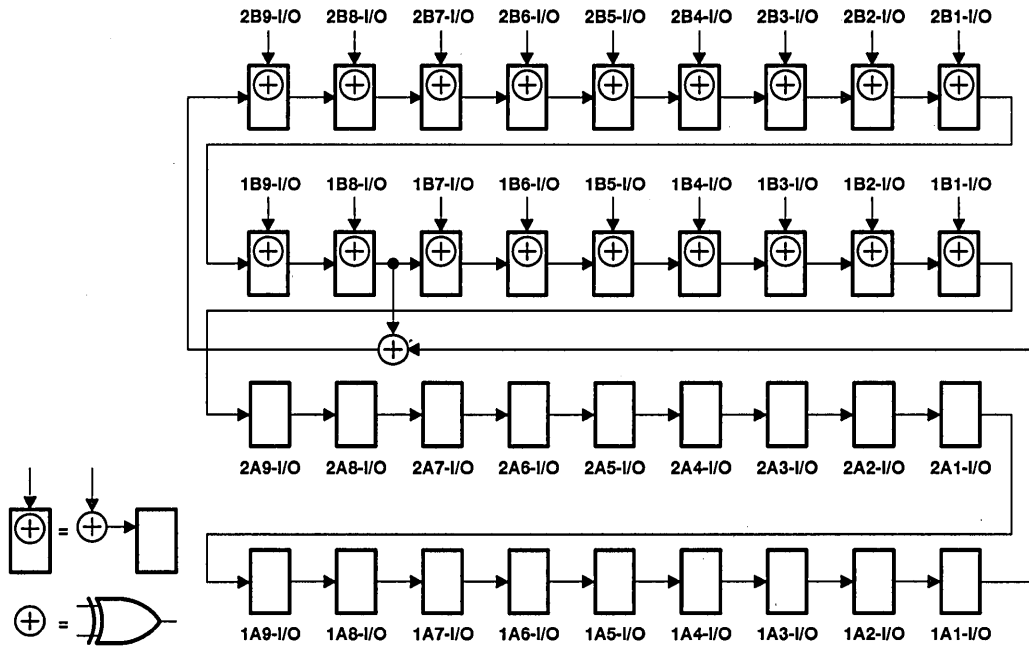 2B9-I/O 2B8-I/O 2B7-I/O 2B6-I/O 2B5-I/O 2B4-I/O 2B3-I/O 2B2-I/O 2B1-I/O
1B9-I/O 1B8-I/O 1B7-I/O 1B6-I/O 1B5-I/O 1B4-I/O 1B3-I/O 1B2-I/O 1B1-I/O
2A9-I/O 2A8-I/O 2A7-I/O 2A6-I/O 2A5-I/O 2A4-I/O 2A3-I/O 2A2-I/O 2A1-I/O
=
=
1A9-I/O 1A8-I/O 1A7-I/O 1A6-I/O 1A5-I/O 1A4-I/O 1A3-I/O 1A2-I/O 1A1-I/O